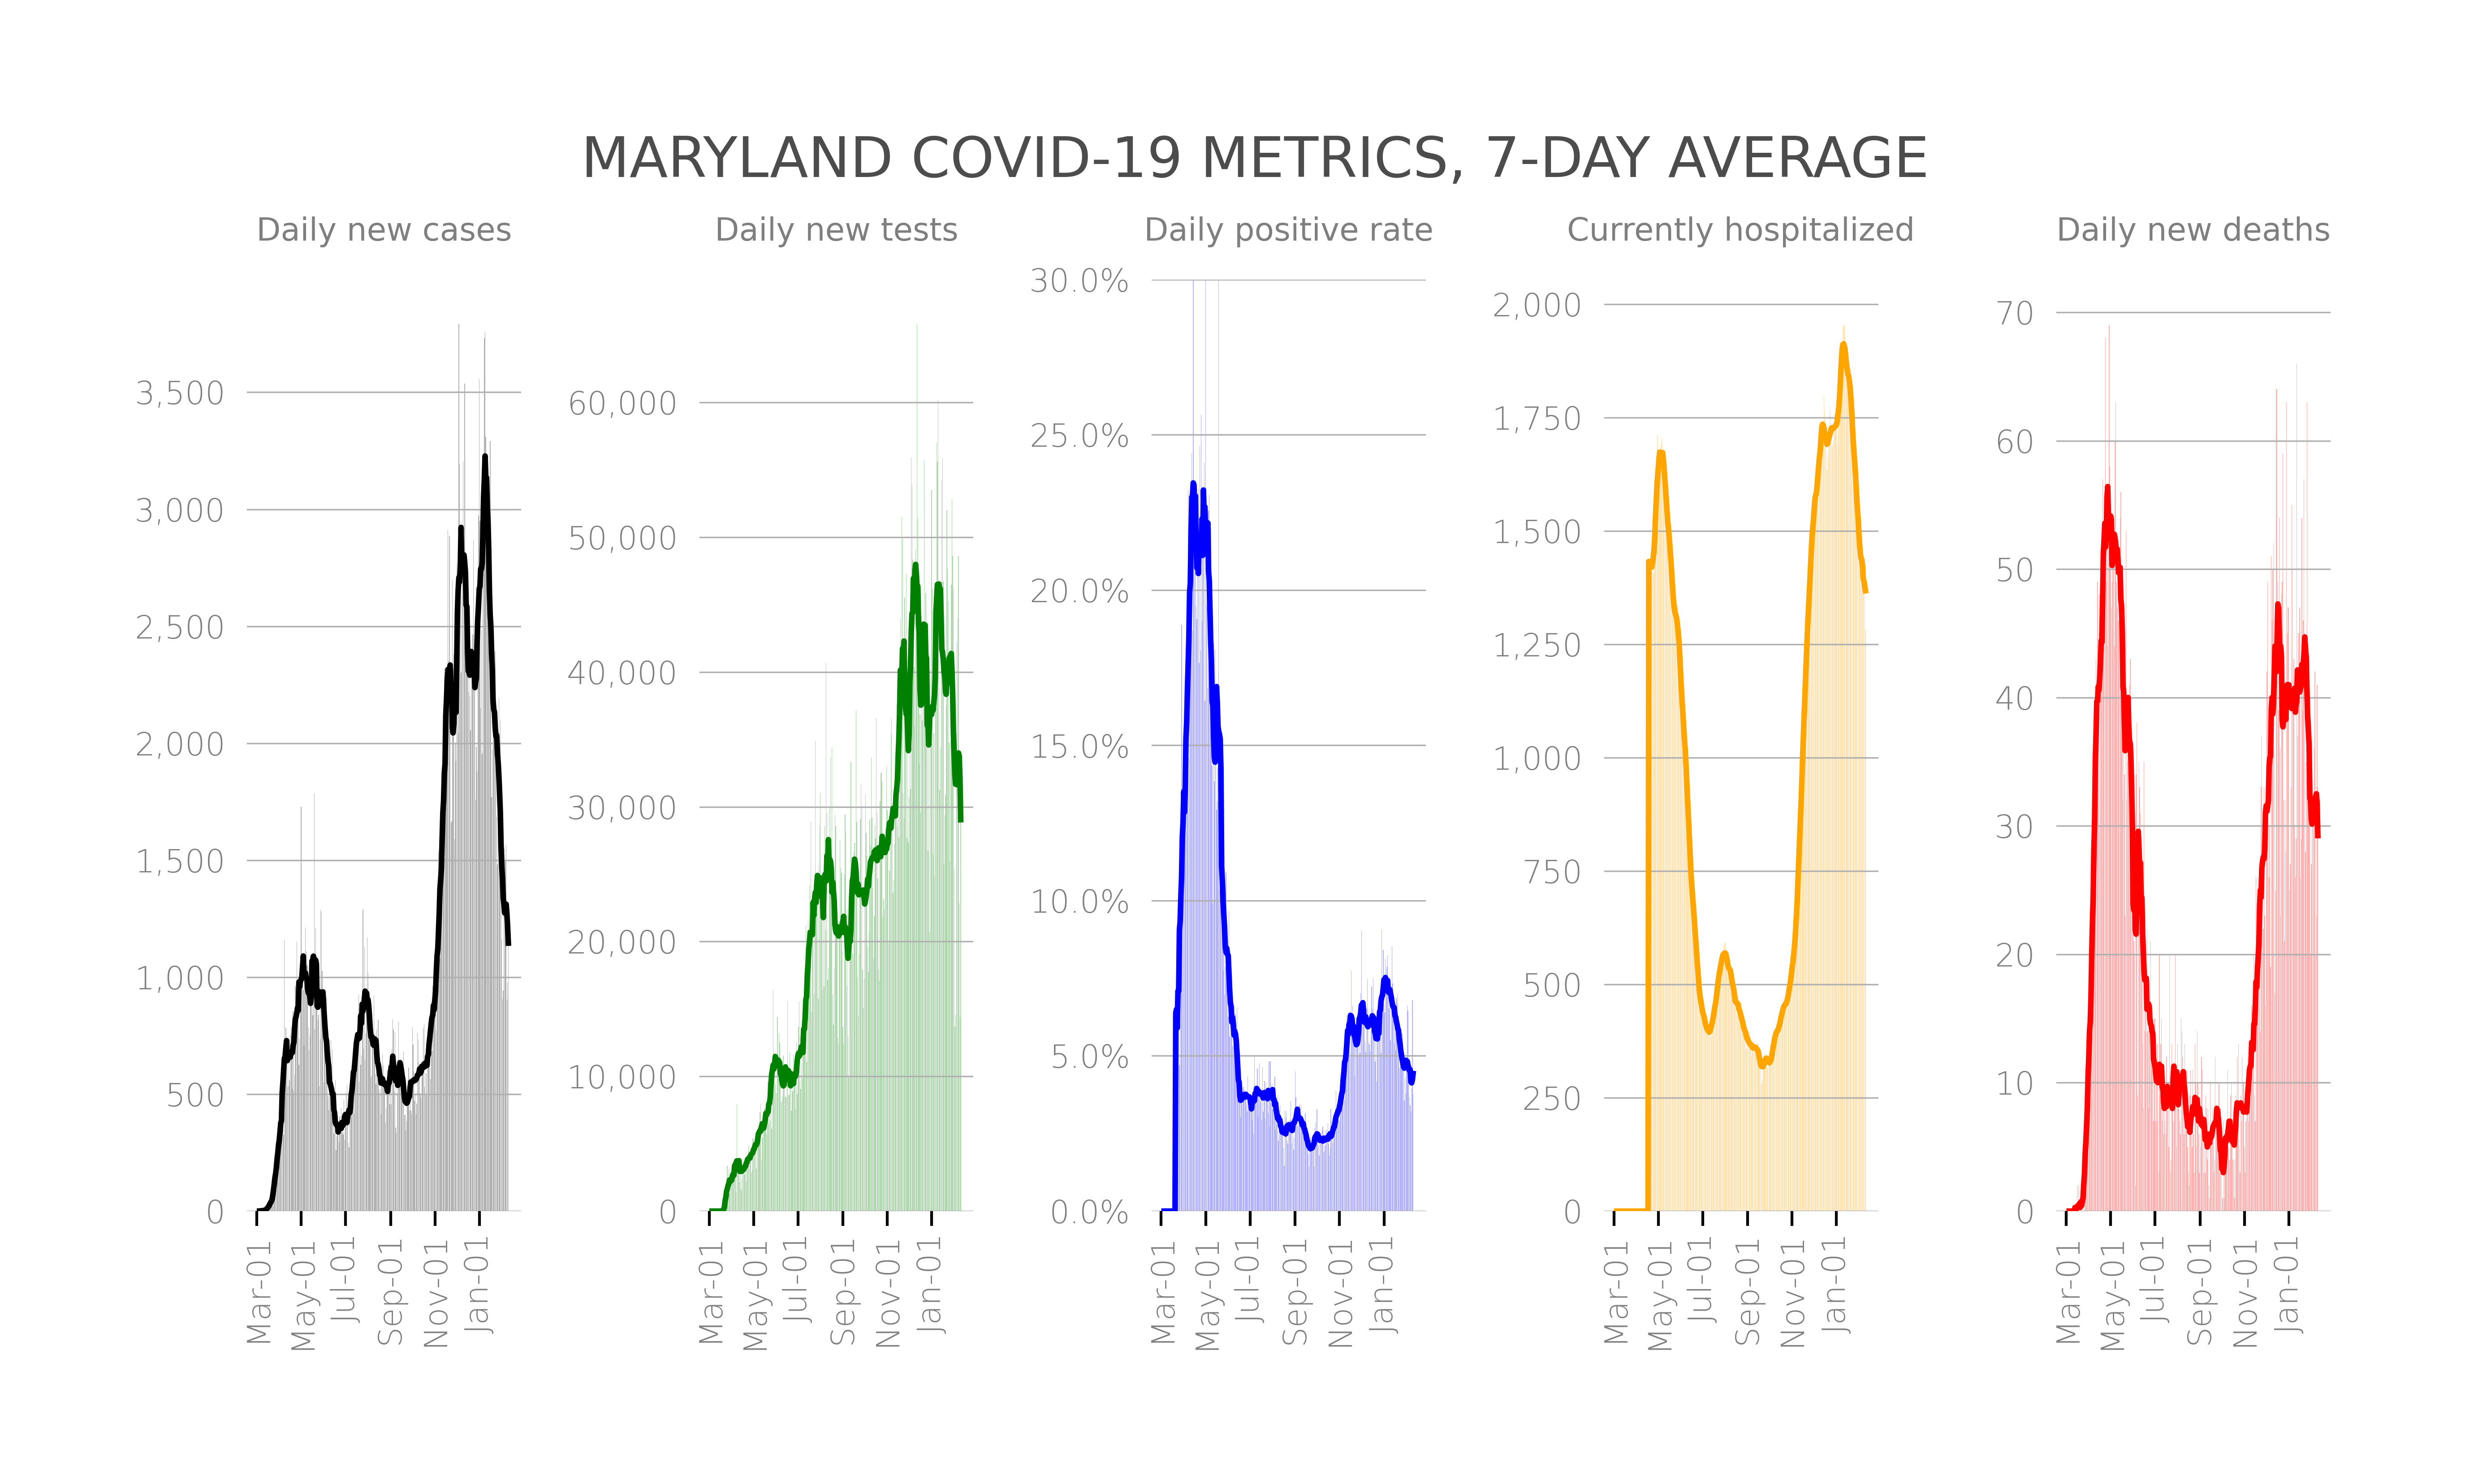 MARYLAND COVID-19 METRICS, 7-DAY AVERAGE
Daily new cases
3,500
3,000
2,500
2,000
1,500
1,000
500
0
Mar-01
May-01
Jul-01
Sep-01
Nov-01
Jan-01
Daily new tests
60,000
50,000
40,000
30,000
20,000
10,000
0
Mar-01
May-01
Jul-01
Sep-01
Nov-01
Jan-01
Daily positive rate
30.0%
25.0%
20.0%
15.0%
10.0%
5.0%
0.0%
Mar-01
May-01
Jul-01
Sep-01
Nov-01
Jan-01
Currently hospitalized
2,000
1,750
1,500
1,250
1,000
750
500
250
0
Mar-01
May-01
Jul-01
Sep-01
Nov-01
Jan-01
Daily new deaths
70
60
50
40
30
20
10
0
Mar-01
May-01
Jul-01
Sep-01
Nov-01
Jan-01